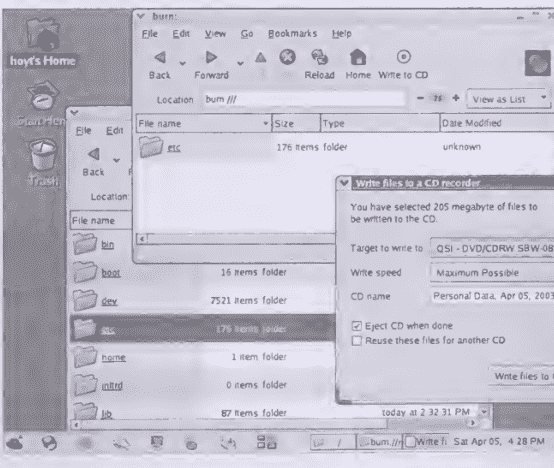 hoyt's Home
Trash
burn:
File Edit View Go Bookmarks Help
Back Forward Reload Home Write to CD
Location burn /// 75 View as List
File name Size Type Date Modified
etc 176 items folder unknown
File Edit
Back
Location:
File name
bin
boot 16 items folder
dev 7521 items folder
etc 176 items folder
home 1 item folder
initrd 0 items folder
lib 87 items folder today at 2 32 31 PM
Write files to a CD recorder
You have selected 205 megabyte of files to
be written to the CD.
Target to write to QSI - DVD/CDRW SBW-08
Write speed Maximum Possible
CD name Personal Data, Apr 05, 2003
Eject CD when done
Reuse these files for another CD
Write files to
/ burn:// Write fi Sat Apr 05, 4 28 PM